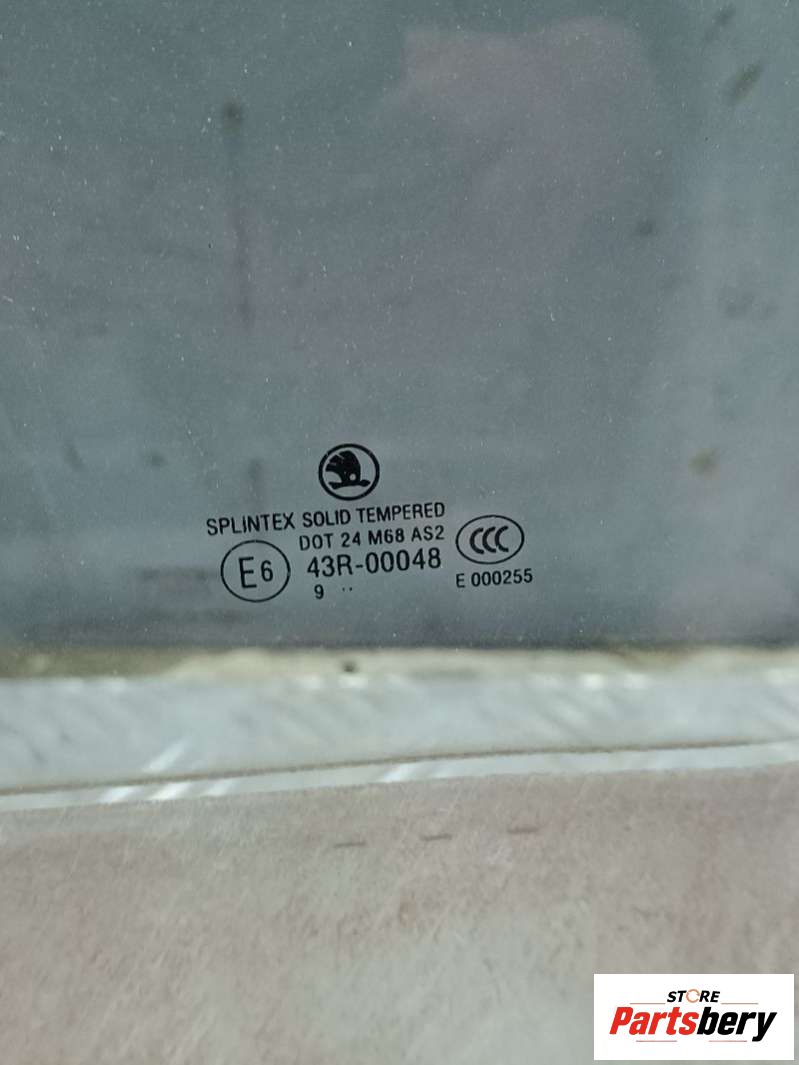 SPLINTEX SOLID TEMPERED
DOT 24 M68 AS2
CCC
E6
43R-00048
E 000255
9 ..
STORE
Partsbery